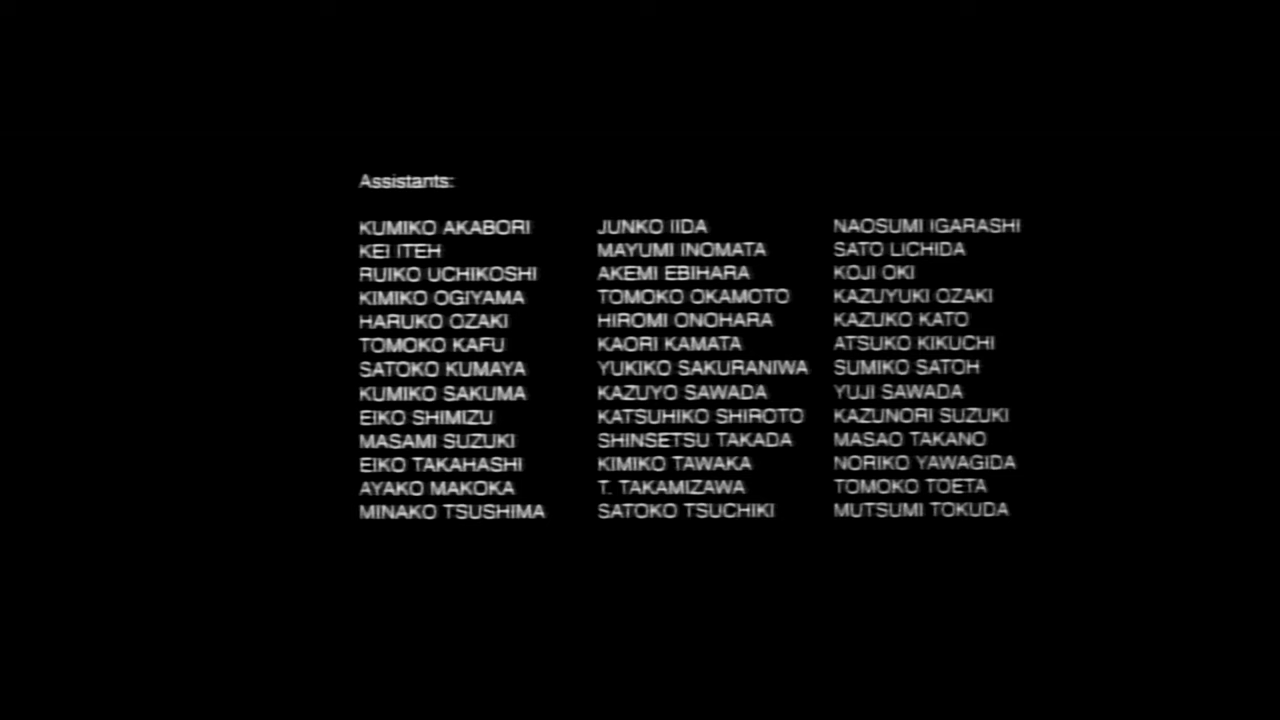 Assistants:
KUMIKO AKABORI JUNKO IIDA NAOSUMI IGARASHI
KEI ITEH MAYUMI INOMATA SATO LICHIDA
RUIKO UCHIKOSHI AKEMI EBIHARA KOJI OKI
KIMIKO OGIYAMA TOMOKO OKAMOTO KAZUYUKI OZAKI
HARUKO OZAKI HIROMI ONOHARA KAZUKO KATO
TOMOKO KAFU KAORI KAMATA ATSUKO KIKUCHI
SATOKO KUMAYA YUKIKO SAKURANIWA SUMIKO SATOH
KUMIKO SAKUMA KAZUYO SAWADA YUJI SAWADA
EIKO SHIMIZU KATSUHIKO SHIROTO KAZUNORI SUZUKI
MASAMI SUZUKI SHINSETSU TAKADA MASAO TAKANO
EIKO TAKAHASHI KIMIKO TAWAKA NORIKO YAWAGIDA
AYAKO MAKOKA T. TAKAMIZAWA TOMOKO TOETA
MINAKO TSUSHIMA SATOKO TSUCHIKI MUTSUMI TOKUDA